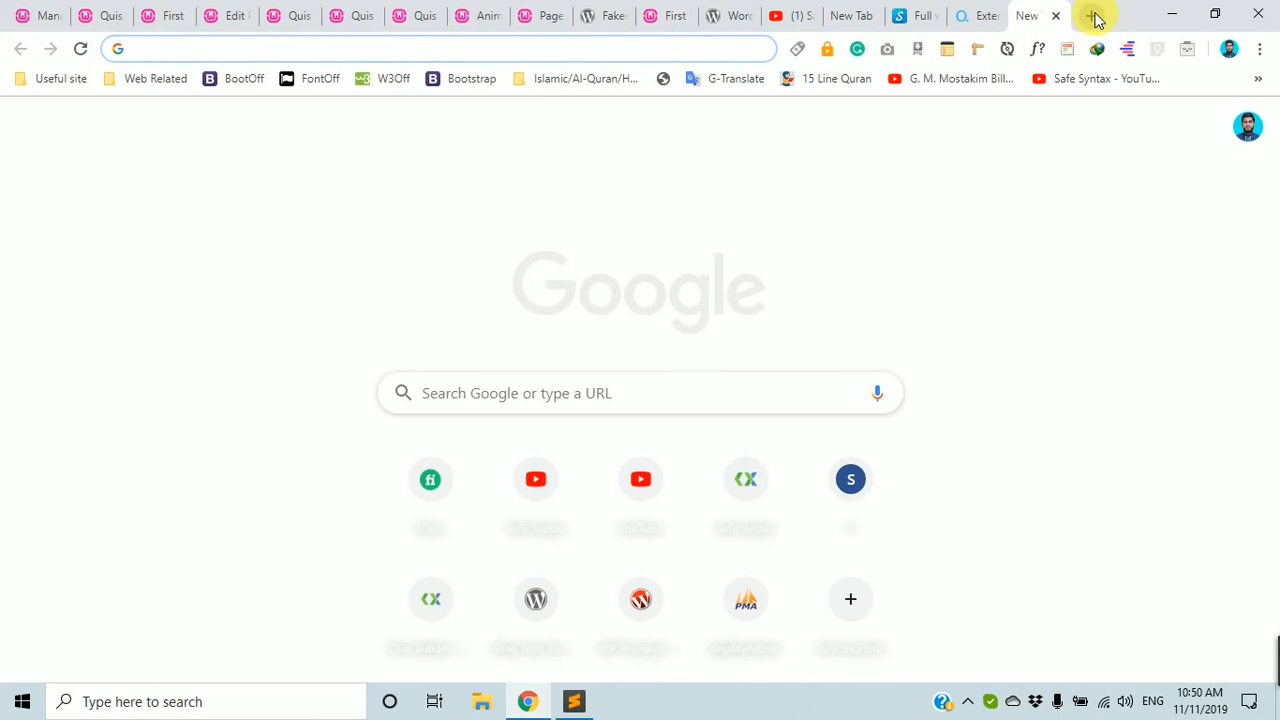 Man Quis First Edit Quis Quis Quis Anim Page Faker First Word (1) S New Tab Full Exter New
Useful site Web Related BootOff FontOff W3Off Bootstrap Islamic/Al-Quran/H... G-Translate 15 Line Quran G. M. Mostakim Bill... Safe Syntax - YouTu... »
Google
Search Google or type a URL
S
PMA
Type here to search
ENG
10:50 AM
11/11/2019